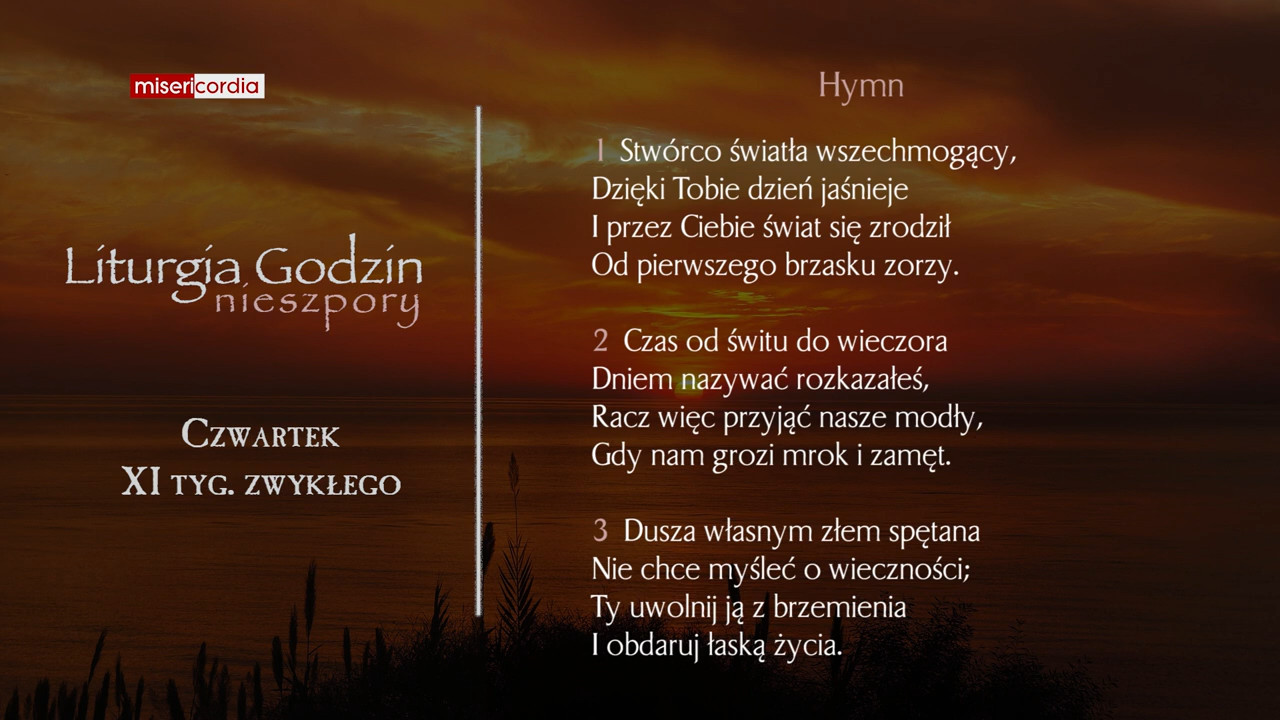 misericordia
Liturgia Godzin
nieszpory
Czwartek
XI tyg. zwykłego
Hymn
1 Stwórco światła wszechmogący,
Dzięki Tobie dzień jaśnieje
I przez Ciebie świat się zrodził
Od pierwszego brzasku zorzy.
2 Czas od świtu do wieczora
Dniem nazywać rozkazałeś,
Racz więc przyjąć nasze modły,
Gdy nam grozi mrok i zamęt.
3 Dusza własnym złem spętana
Nie chce myśleć o wieczności;
Ty uwolnij ją z brzemienia
I obdaruj łaską życia.